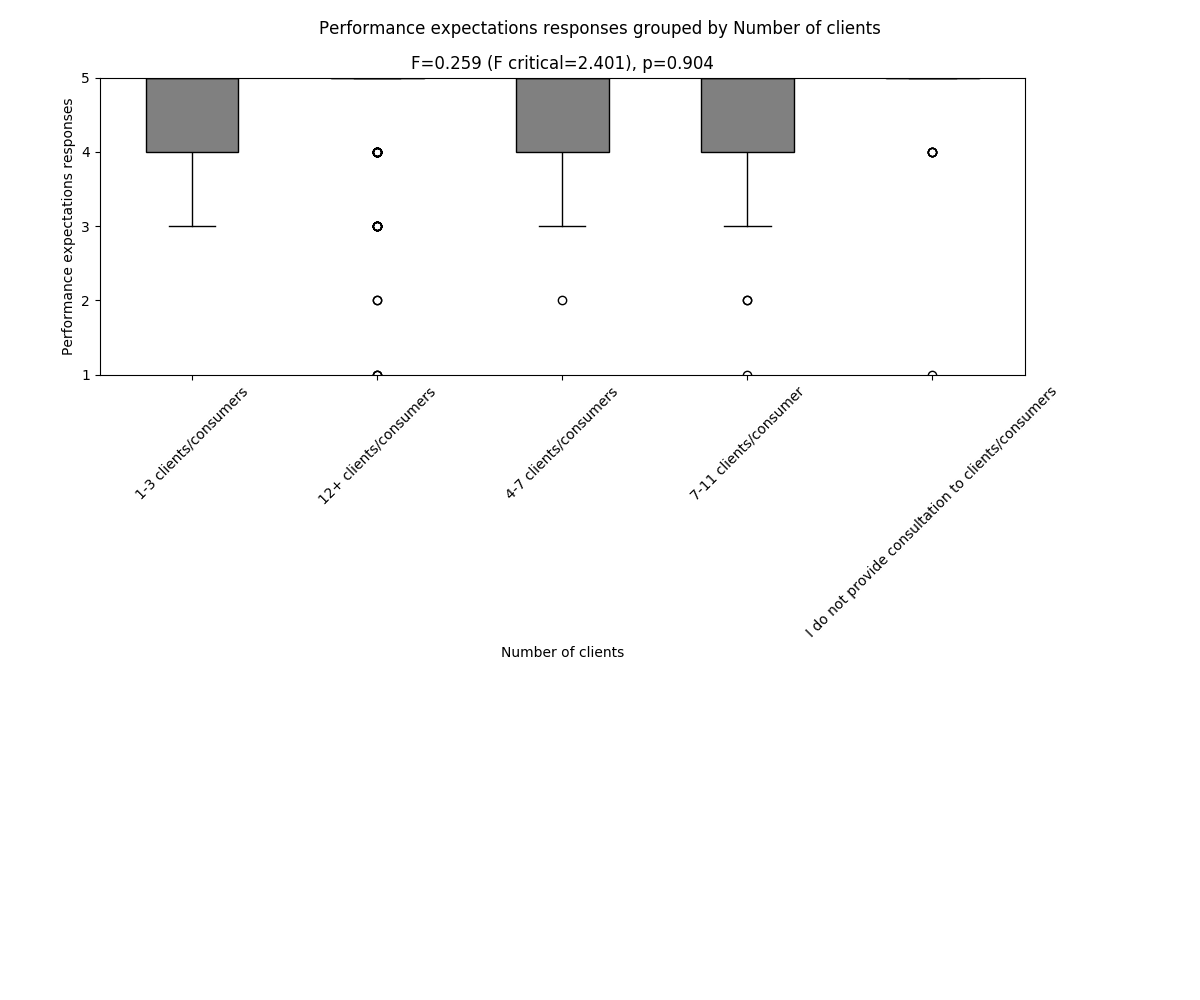 Performance expectations responses grouped by Number of clients
F=0.259 (F critical=2.401), p=0.904
Performance expectations responses
5
4
3
2
1
1-3 clients/consumers
12+ clients/consumers
4-7 clients/consumers
7-11 clients/consumer
I do not provide consultation to clients/consumers
Number of clients